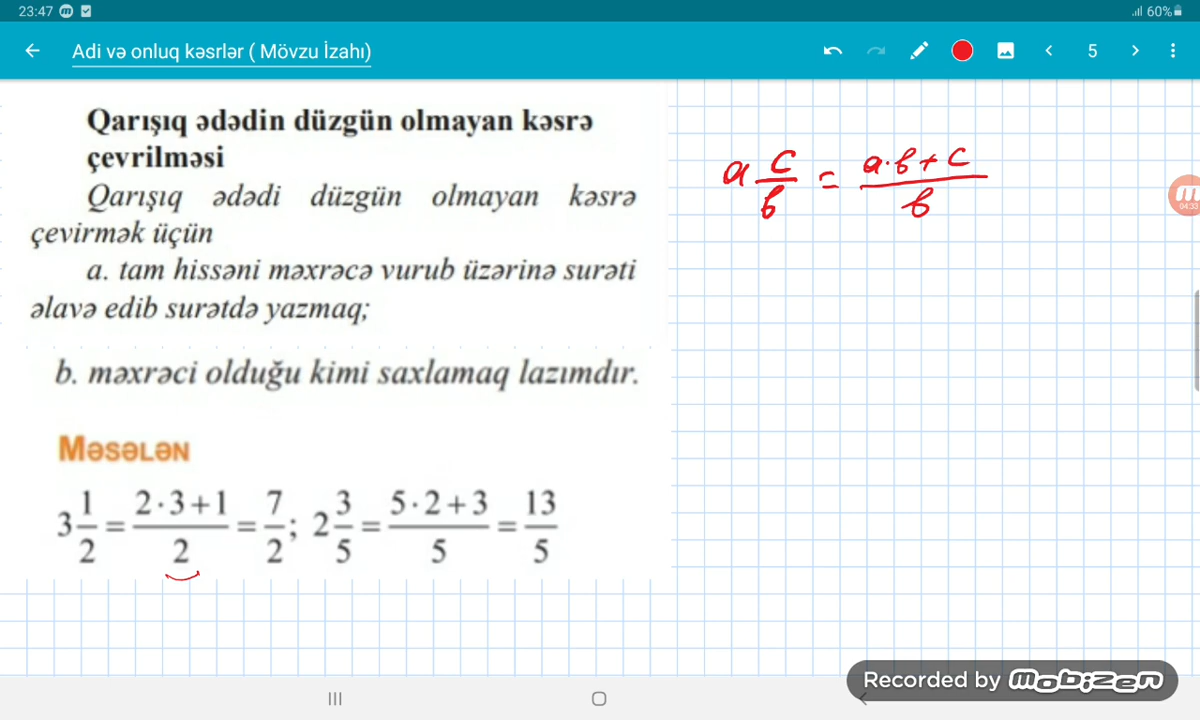 23:47
60%
Adi və onluq kəsrlər ( Mövzu İzahı)
5
Qarışıq ədədin düzgün olmayan kəsrə
çevrilməsi
Qarışıq ədədi düzgün olmayan kəsrə
çevirmək üçün
a. tam hissəni məxrəcə vurub üzərinə surəti
əlavə edib surətdə yazmaq;
b. məxrəci olduğu kimi saxlamaq lazımdır.
MƏSƏLƏN
3 1/2 = 2·3+1/2 = 7/2; 2 3/5 = 5·2+3/5 = 13/5
a c/b = a·b+c/b
04:33
Recorded by mobizen